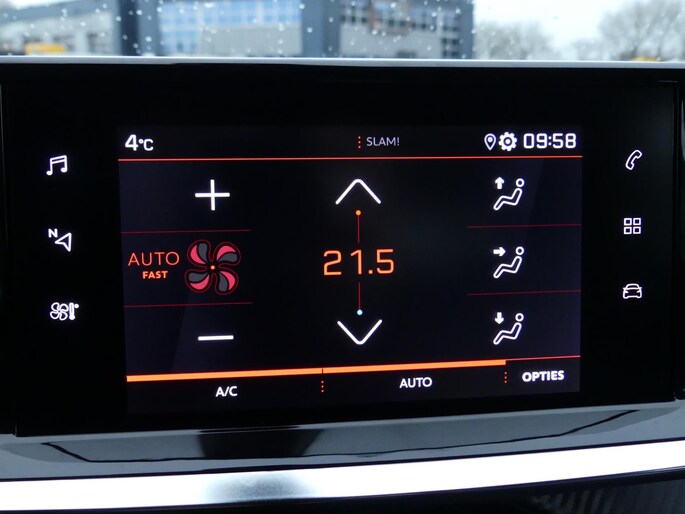 4°C
SLAM!
09:58
N
AUTO
FAST
21.5
A/C
AUTO
OPTIES